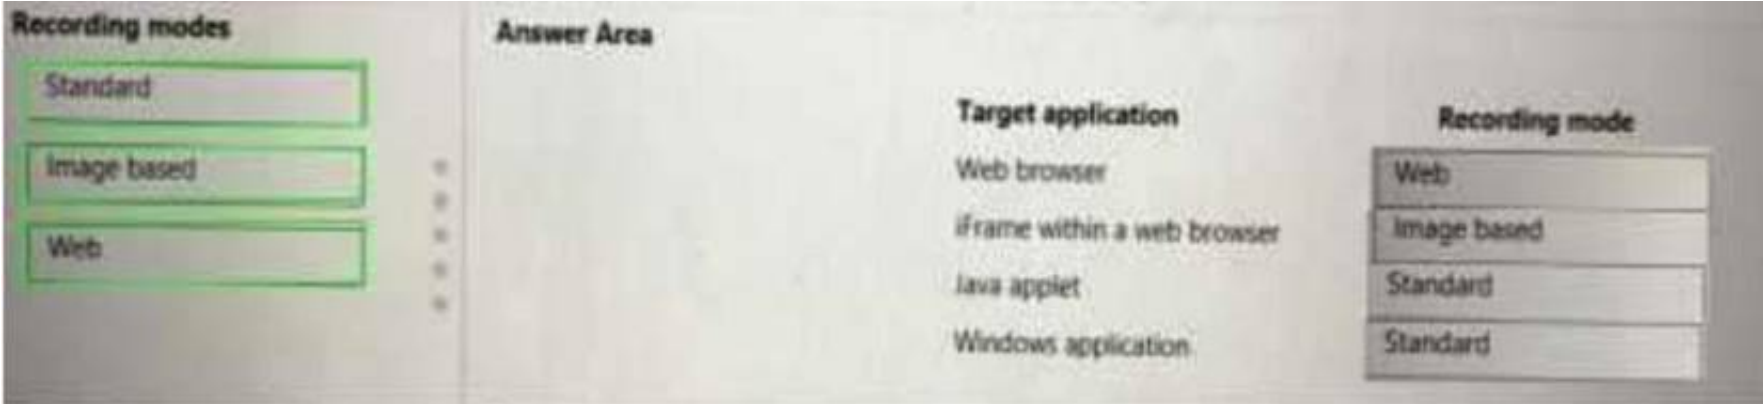 Recording modes
Standard
Image based
Web
Answer Area
Target application
Recording mode
Web browser
Web
iFrame within a web browser
Image based
Java applet
Standard
Windows application
Standard